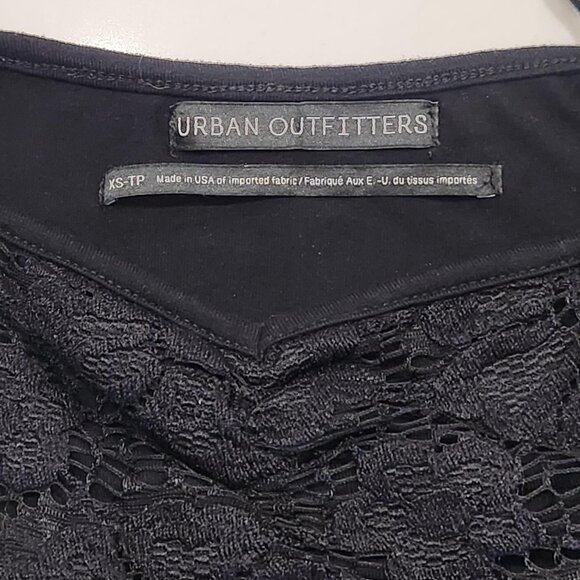 URBAN OUTFITTERS
XS-TP Made in USA of imported fabric/Fabriqué Aux E.-U. du tissus importés